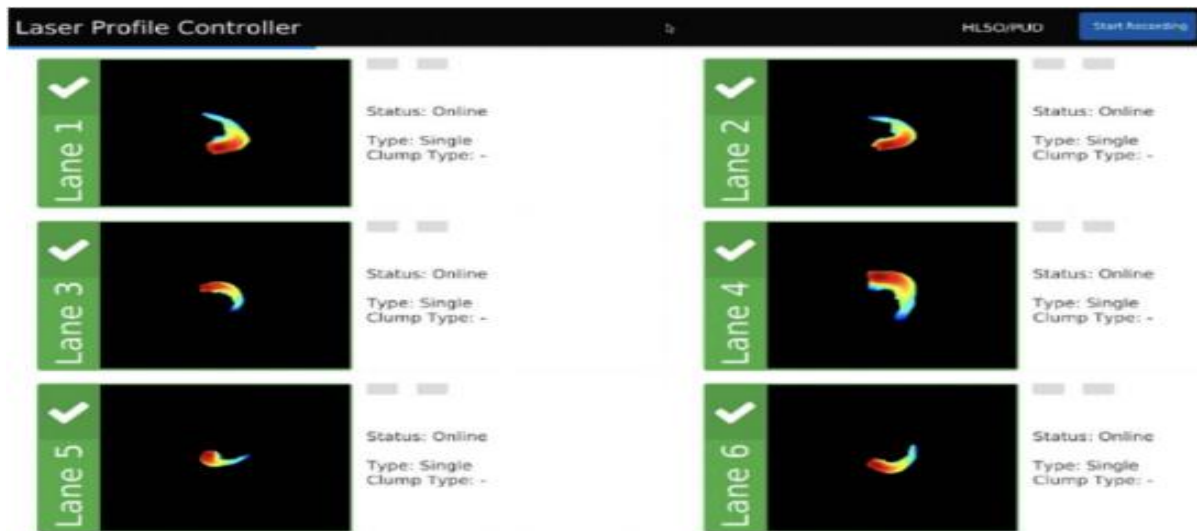 Laser Profile Controller
HLSO/PUD
Start Recording
Lane 1
Status: Online
Type: Single
Clump Type: -
Lane 2
Status: Online
Type: Single
Clump Type: -
Lane 3
Status: Online
Type: Single
Clump Type: -
Lane 4
Status: Online
Type: Single
Clump Type: -
Lane 5
Status: Online
Type: Single
Clump Type: -
Lane 6
Status: Online
Type: Single
Clump Type: -